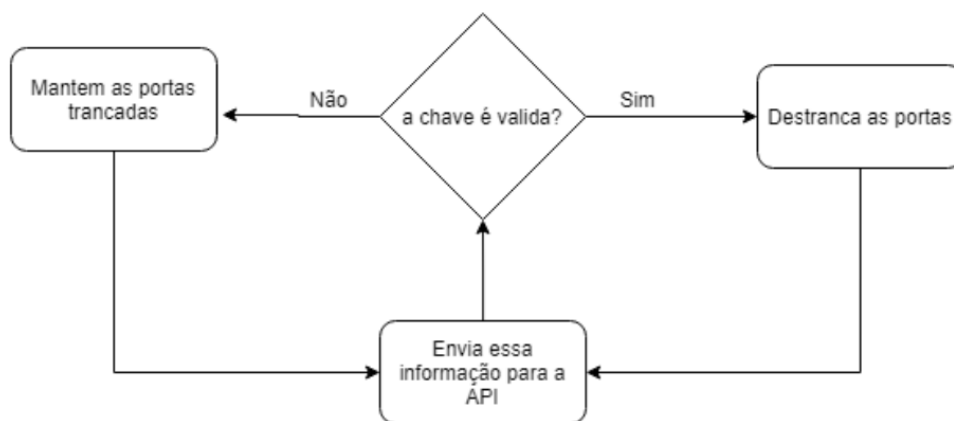 Mantem as portas
trancadas
Não
a chave é valida?
Sim
Destranca as portas
Envia essa
informação para a
API